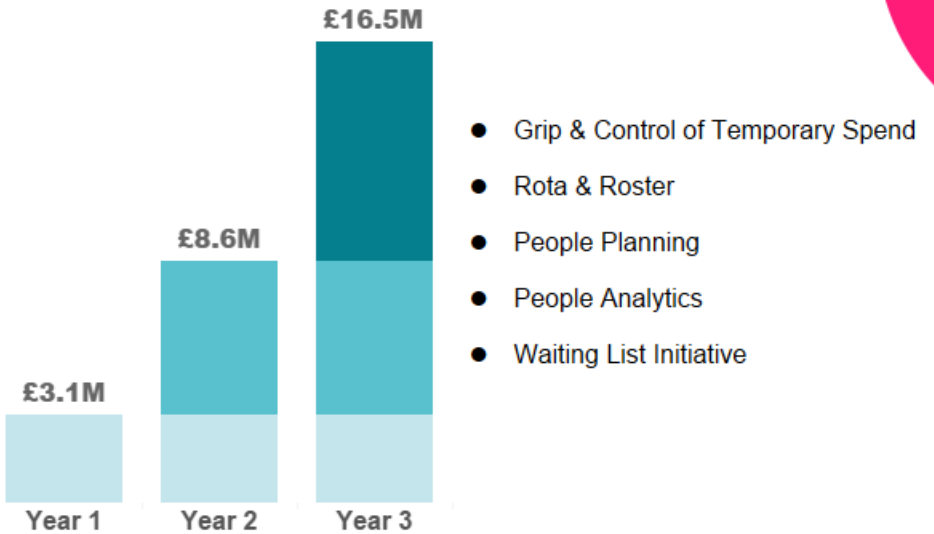 £16.5M
£8.6M
£3.1M
Year 1
Year 2
Year 3
● Grip & Control of Temporary Spend
● Rota & Roster
● People Planning
● People Analytics
● Waiting List Initiative